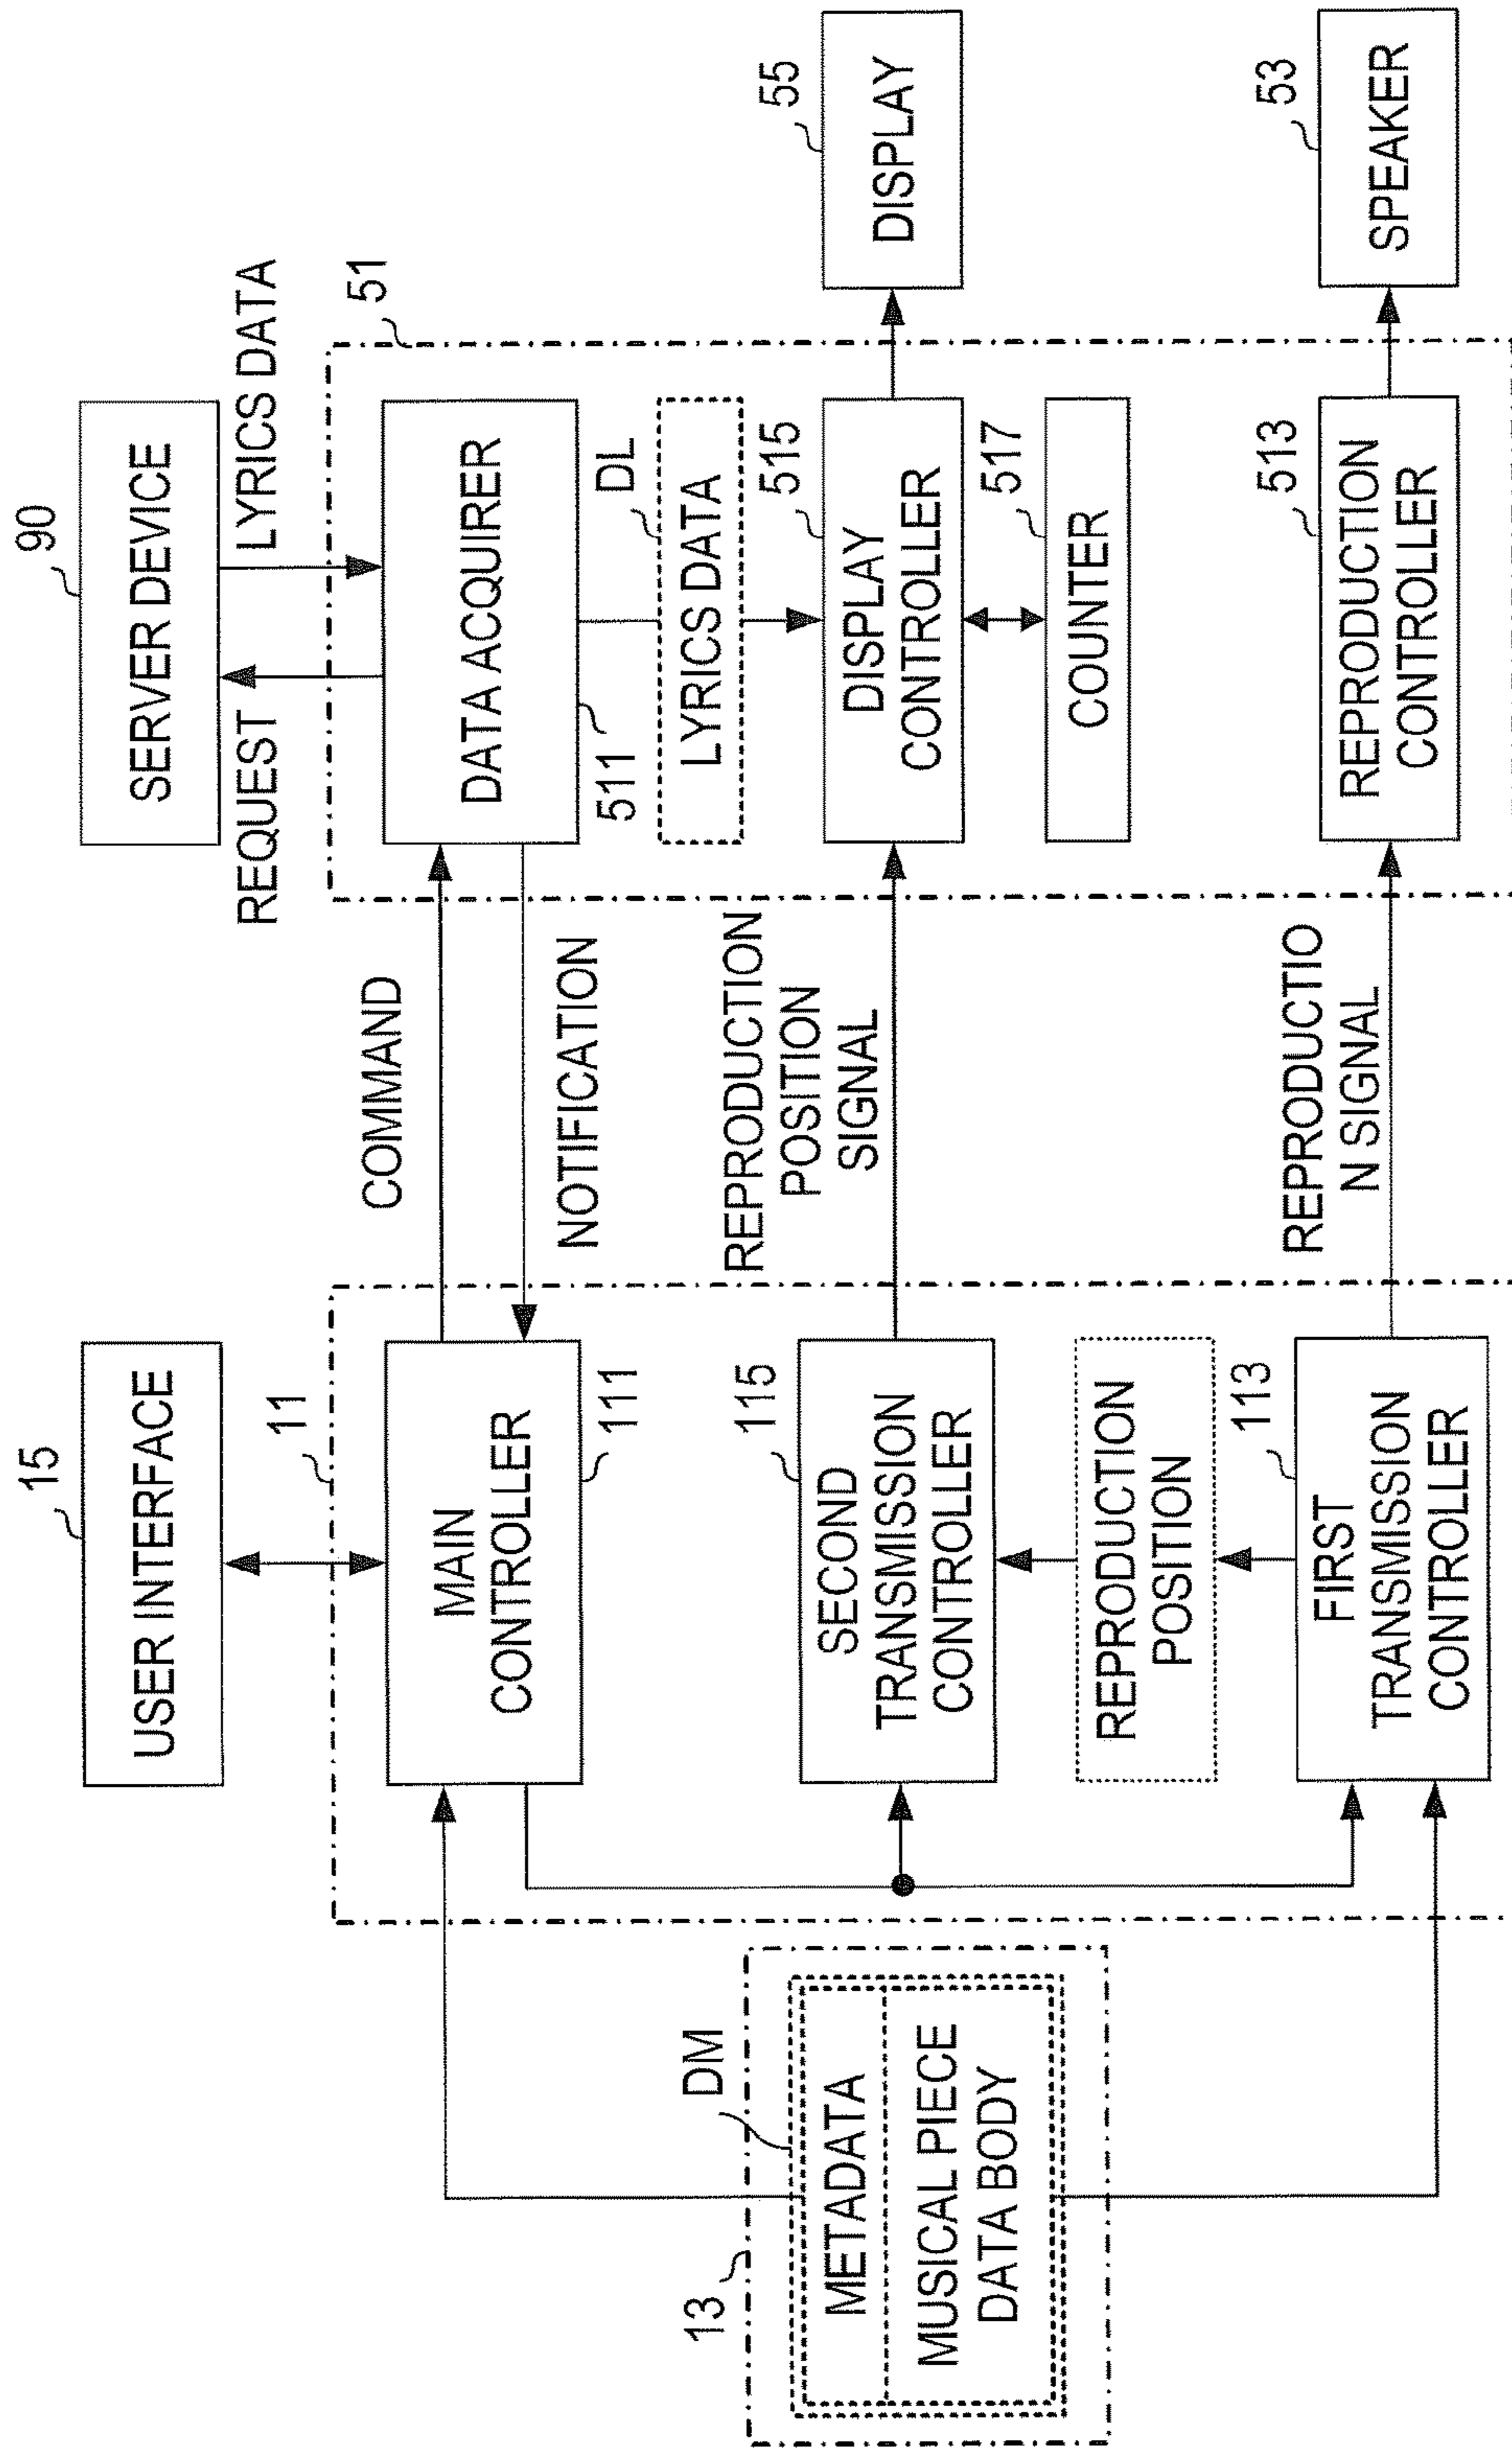 15
USER INTERFACE
90
SERVER DEVICE
REQUEST
LYRICS DATA
11
51
COMMAND
MAIN
CONTROLLER
111
DATA ACQUIRER
511
NOTIFICATION
DL
LYRICS DATA
13
DM
METADATA
MUSICAL PIECE
DATA BODY
115
SECOND
TRANSMISSION
CONTROLLER
REPRODUCTION
POSITION
SIGNAL
515
DISPLAY
CONTROLLER
55
DISPLAY
517
COUNTER
REPRODUCTION
POSITION
113
FIRST
TRANSMISSION
CONTROLLER
REPRODUCTIO
N SIGNAL
513
REPRODUCTION
CONTROLLER
53
SPEAKER